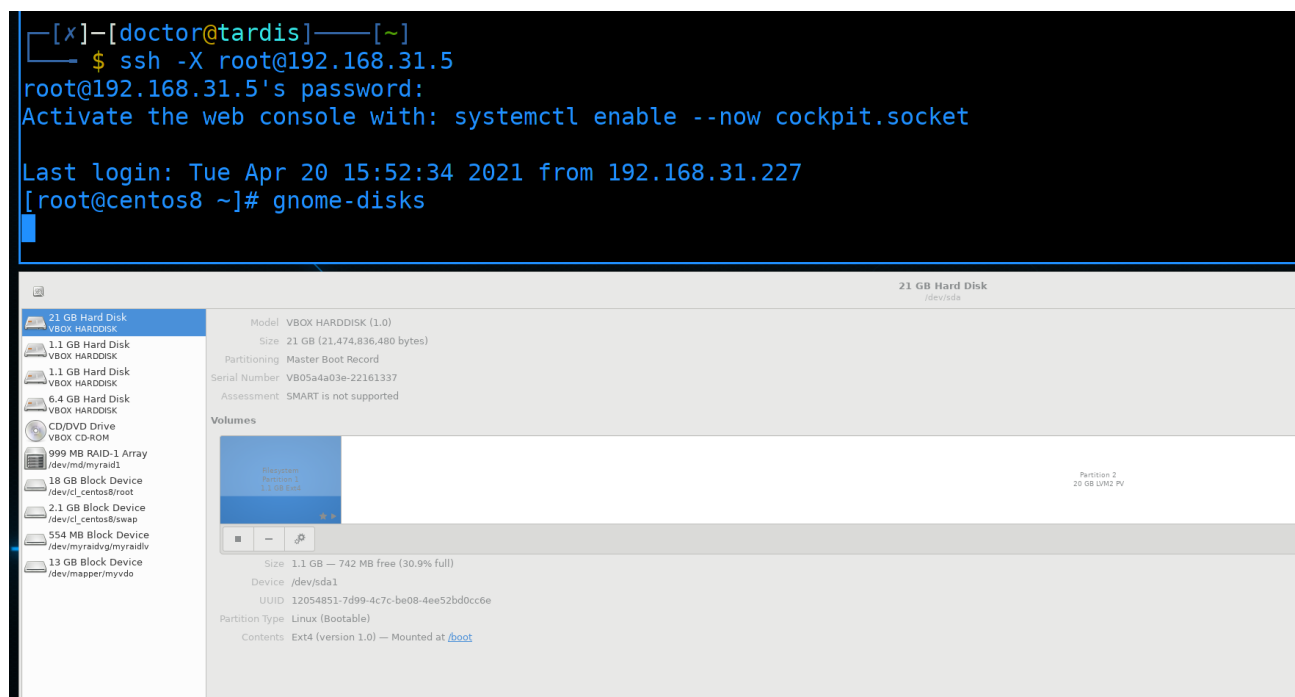 [✗]─[doctor@tardis]────[~]
$ ssh -X root@192.168.31.5
root@192.168.31.5's password:
Activate the web console with: systemctl enable --now cockpit.socket
Last login: Tue Apr 20 15:52:34 2021 from 192.168.31.227
[root@centos8 ~]# gnome-disks
21 GB Hard Disk
/dev/sda
21 GB Hard Disk
VBOX HARDDISK
1.1 GB Hard Disk
VBOX HARDDISK
1.1 GB Hard Disk
VBOX HARDDISK
6.4 GB Hard Disk
VBOX HARDDISK
CD/DVD Drive
VBOX CD-ROM
999 MB RAID-1 Array
/dev/md/myraid1
18 GB Block Device
/dev/cl_centos8/root
2.1 GB Block Device
/dev/cl_centos8/swap
554 MB Block Device
/dev/myraidvg/myraidlv
13 GB Block Device
/dev/mapper/myvdo
Model VBOX HARDDISK (1.0)
Size 21 GB (21,474,836,480 bytes)
Partitioning Master Boot Record
Serial Number VB05a4a03e-22161337
Assessment SMART is not supported
Volumes
Filesystem
Partition 1
1.1 GB Ext4
Partition 2
20 GB LVM2 PV
Size 1.1 GB — 742 MB free (30.9% full)
Device /dev/sda1
UUID 12054851-7d99-4c7c-be08-4ee52bd0cc6e
Partition Type Linux (Bootable)
Contents Ext4 (version 1.0) — Mounted at /boot